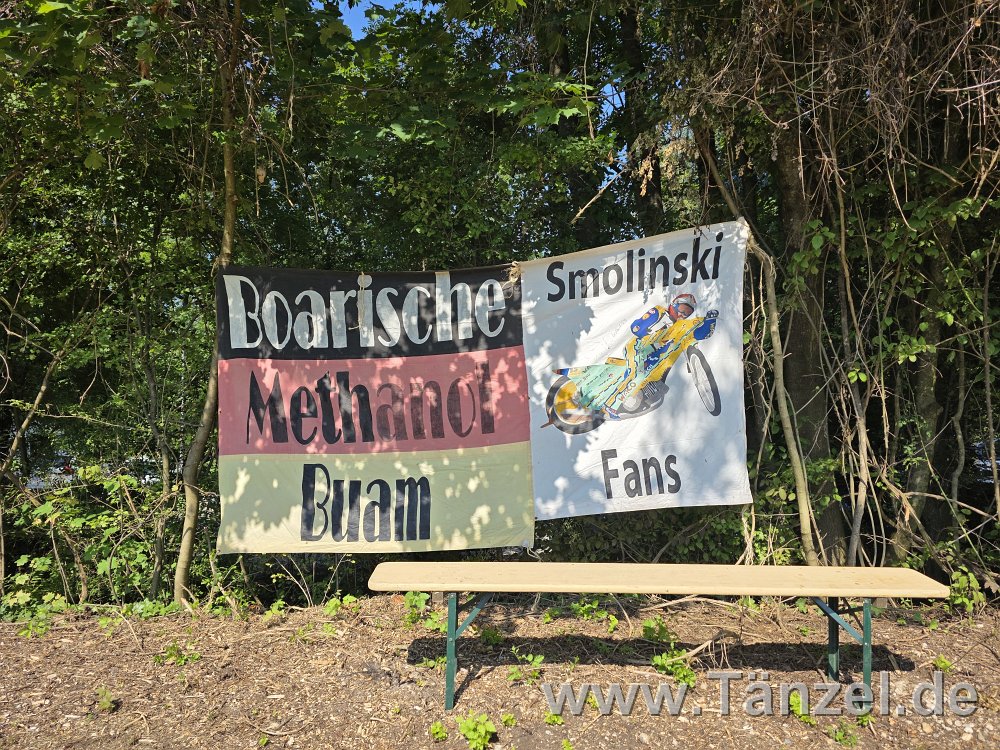 Boarische
Methanol
Buam
Smolinski
Fans
www.Tänzel.de